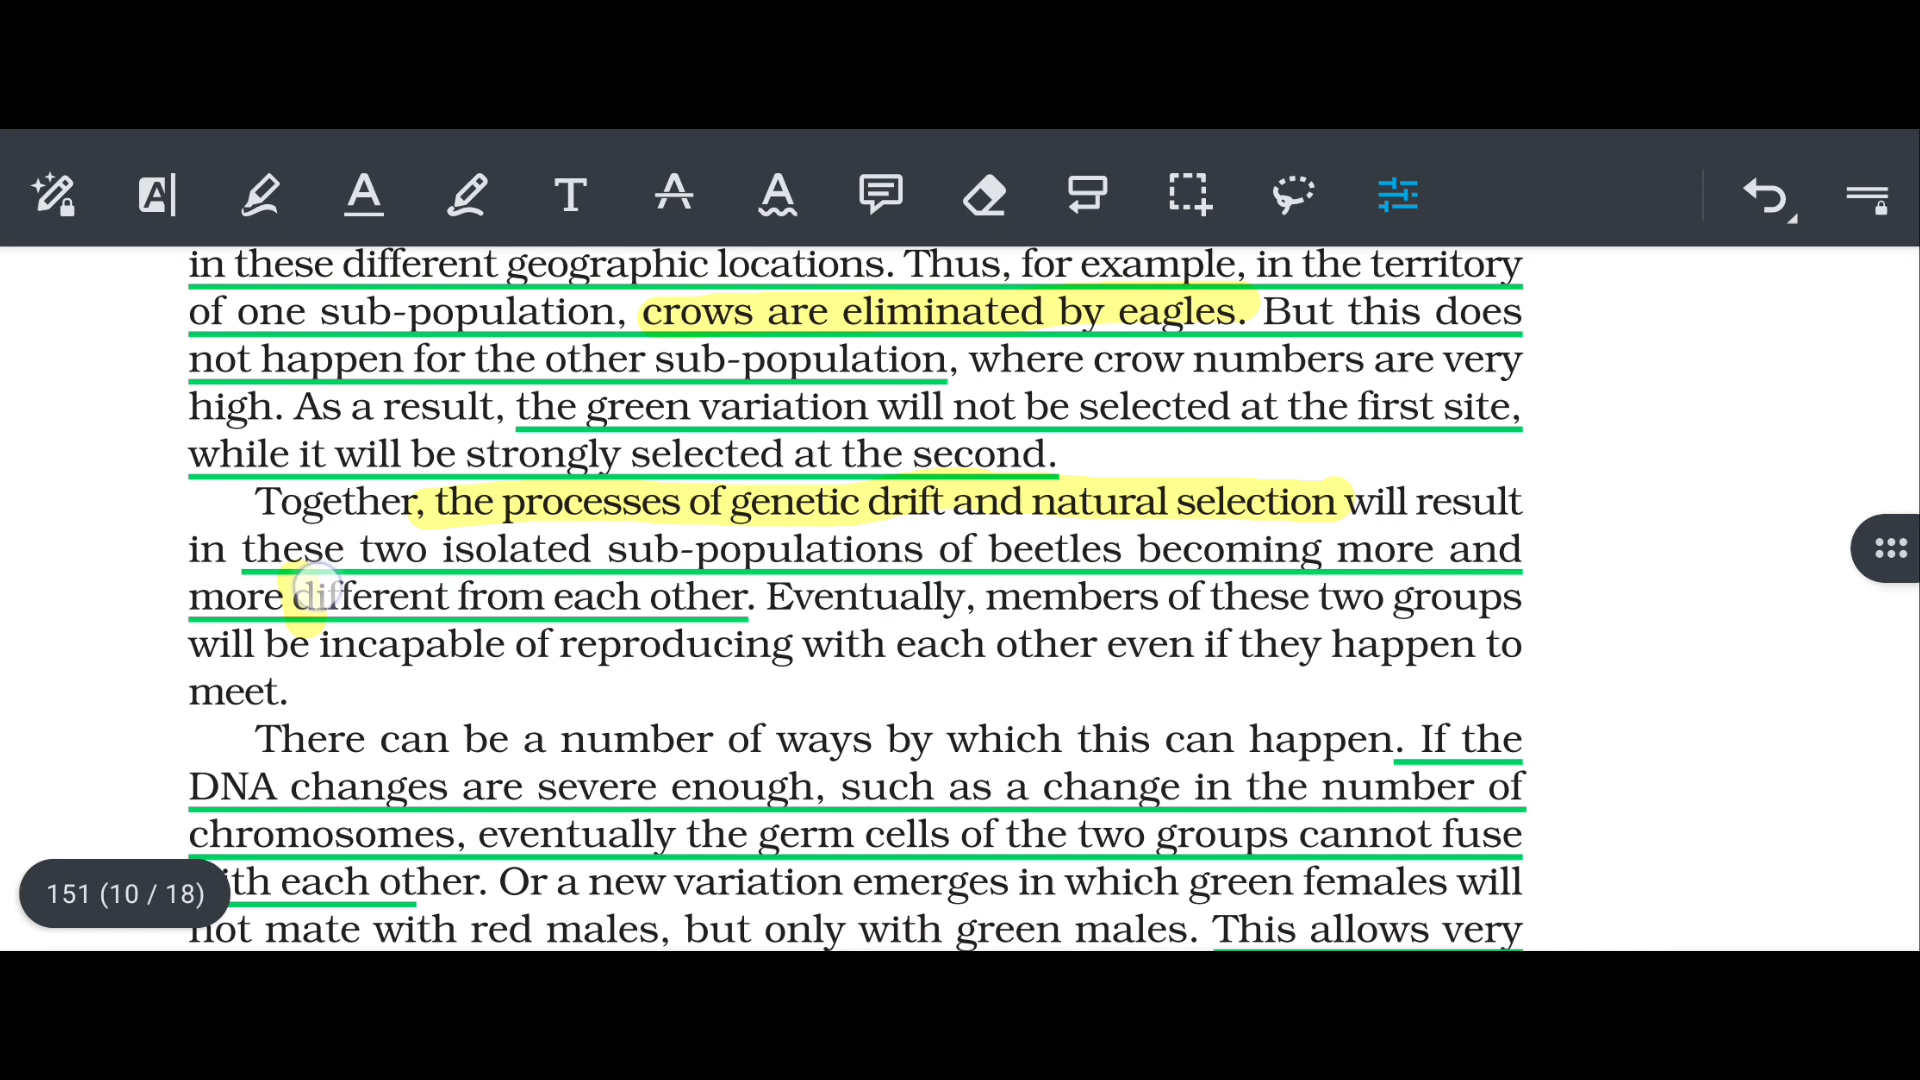 in these different geographic locations. Thus, for example, in the territory
of one sub-population, crows are eliminated by eagles. But this does
not happen for the other sub-population, where crow numbers are very
high. As a result, the green variation will not be selected at the first site,
while it will be strongly selected at the second.
Together, the processes of genetic drift and natural selection will result
in these two isolated sub-populations of beetles becoming more and
more different from each other. Eventually, members of these two groups
will be incapable of reproducing with each other even if they happen to
meet.
There can be a number of ways by which this can happen. If the
DNA changes are severe enough, such as a change in the number of
chromosomes, eventually the germ cells of the two groups cannot fuse
151 (10 / 18)
ith each other. Or a new variation emerges in which green females will
not mate with red males, but only with green males. This allows very